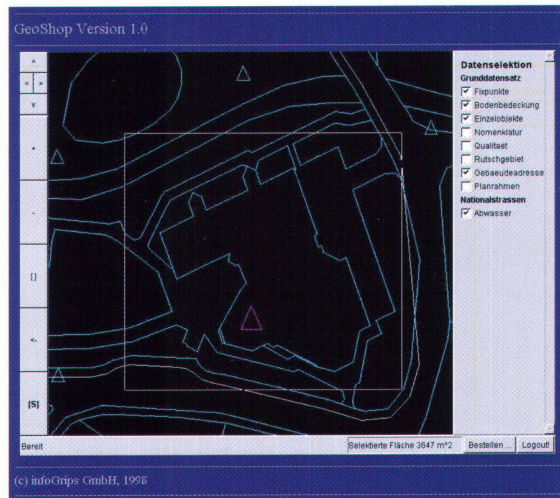 GeoShop Version 1.0
^
< >
v
+
-
[]
<-
[S]
Datenselektion
Grunddatensatz
Fixpunkte
Bodenbedeckung
Einzelobjekte
Nomenklatur
Qualitaet
Rutschgebiet
Gebaeudeadresse
Planrahmen
Nationalstrassen
Abwasser
Bereit
Selektierte Fläche 3647 m^2
Bestellen ...
Logout!
(c) infoGrips GmbH, 1998